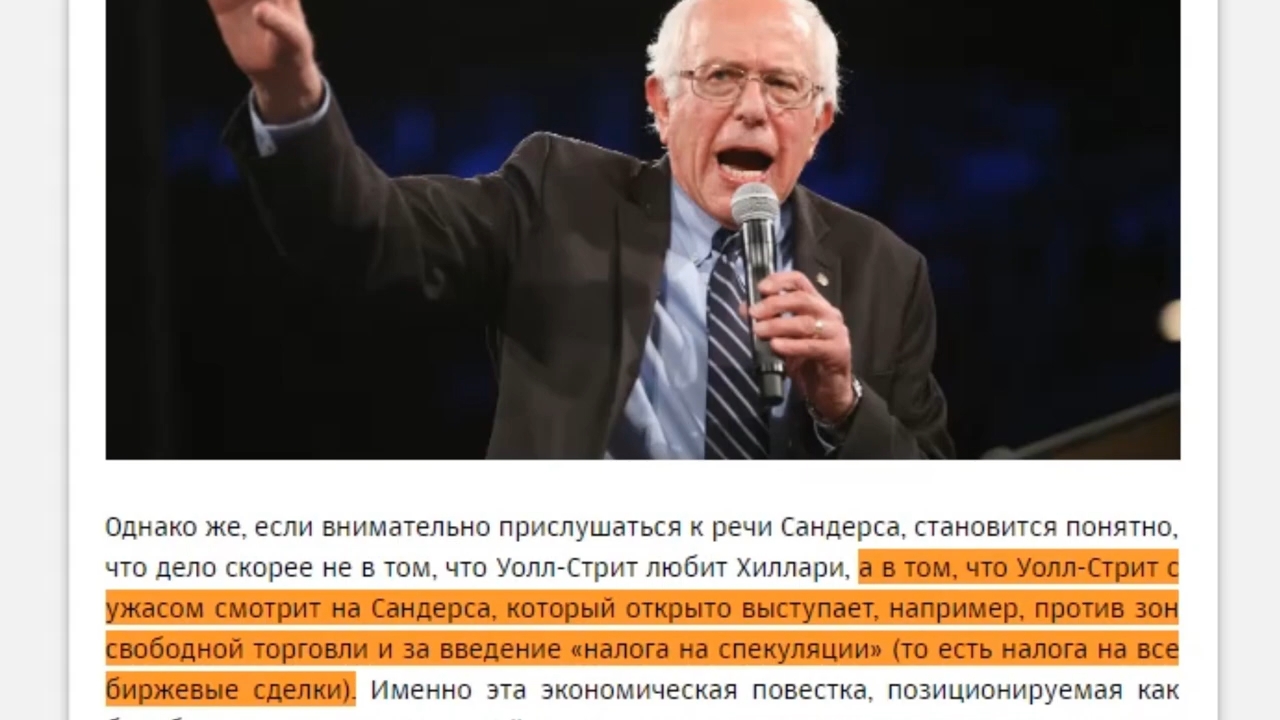 Однако же, если внимательно прислушаться к речи Сандерса, становится понятно,
что дело скорее не в том, что Уолл-Стрит любит Хиллари, а в том, что Уолл-Стрит с
ужасом смотрит на Сандерса, который открыто выступает, например, против зон
свободной торговли и за введение «налога на спекуляции» (то есть налога на все
биржевые сделки). Именно эта экономическая повестка, позиционируемая как